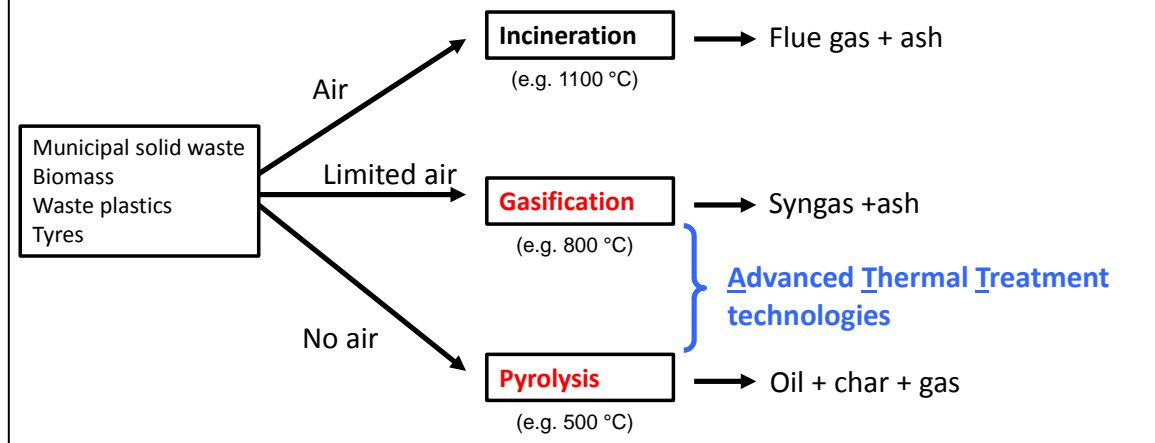 Incineration
Flue gas + ash
(e.g. 1100 °C)
Air
Municipal solid waste
Biomass
Waste plastics
Tyres
Limited air
Gasification
Syngas +ash
(e.g. 800 °C)
Advanced Thermal Treatment
technologies
No air
Pyrolysis
Oil + char + gas
(e.g. 500 °C)